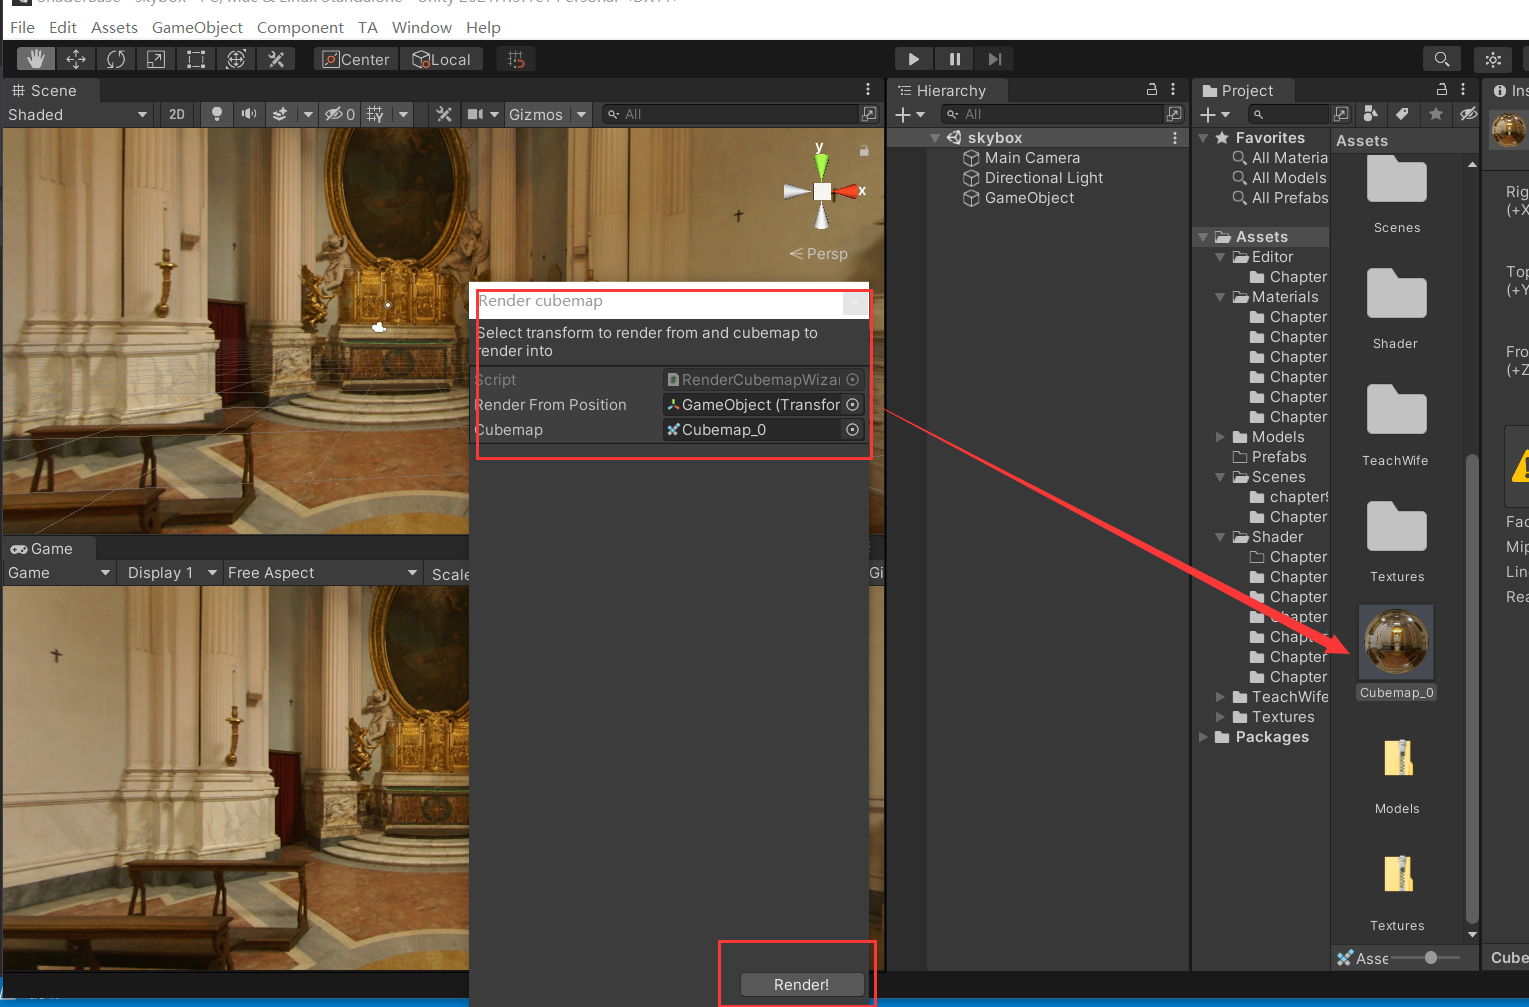 File Edit Assets GameObject Component TA Window Help
Center Local
Scene
Shaded 2D 0 Gizmos All
y
x
Persp
Render cubemap
Select transform to render from and cubemap to
render into
Script RenderCubemapWizar
Render From Position GameObject (Transfor
Cubemap Cubemap_0
Render!
Game
Game Display 1 Free Aspect Scale Gi
Hierarchy
All
skybox
Main Camera
Directional Light
GameObject
Project
Favorites
All Materia
All Models
All Prefabs
Assets
Editor
Chapter
Materials
Chapter
Chapter
Chapter
Chapter
Chapter
Chapter
Models
Prefabs
Scenes
chapter9
Chapter
Shader
Chapter
Chapter
Chapter
Chapter
Chapter
Chapter
Chapter
TeachWife
Textures
Packages
Assets
Scenes
Shader
TeachWife
Textures
Cubemap_0
Models
Textures
Asse
Ins
Rig
(+X
Top
(+Y
Fro
(+Z
Fac
Mip
Lin
Rea
Cube